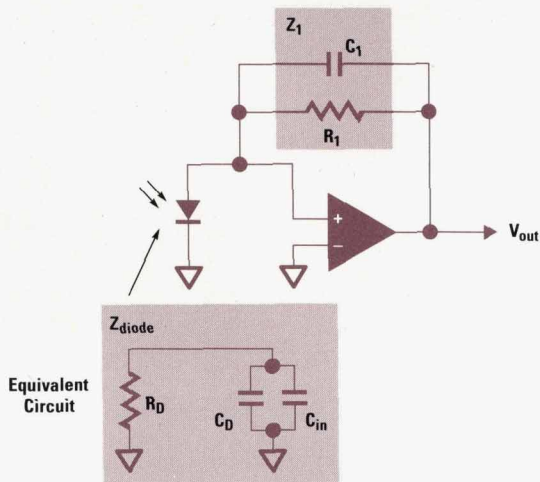 Z1
C1
R1
+
−
Vout
Zdiode
Equivalent
Circuit
RD
CD
Cin